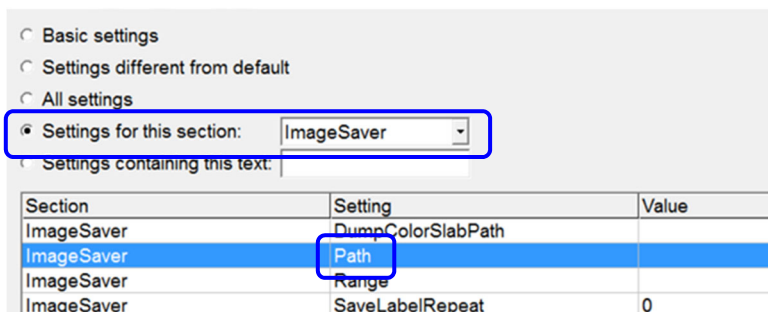 Basic settings
Settings different from default
All settings
Settings for this section: ImageSaver
Settings containing this text:
Section Setting Value
ImageSaver DumpColorSlabPath
ImageSaver Path
ImageSaver Range
ImageSaver SaveLabelRepeat 0